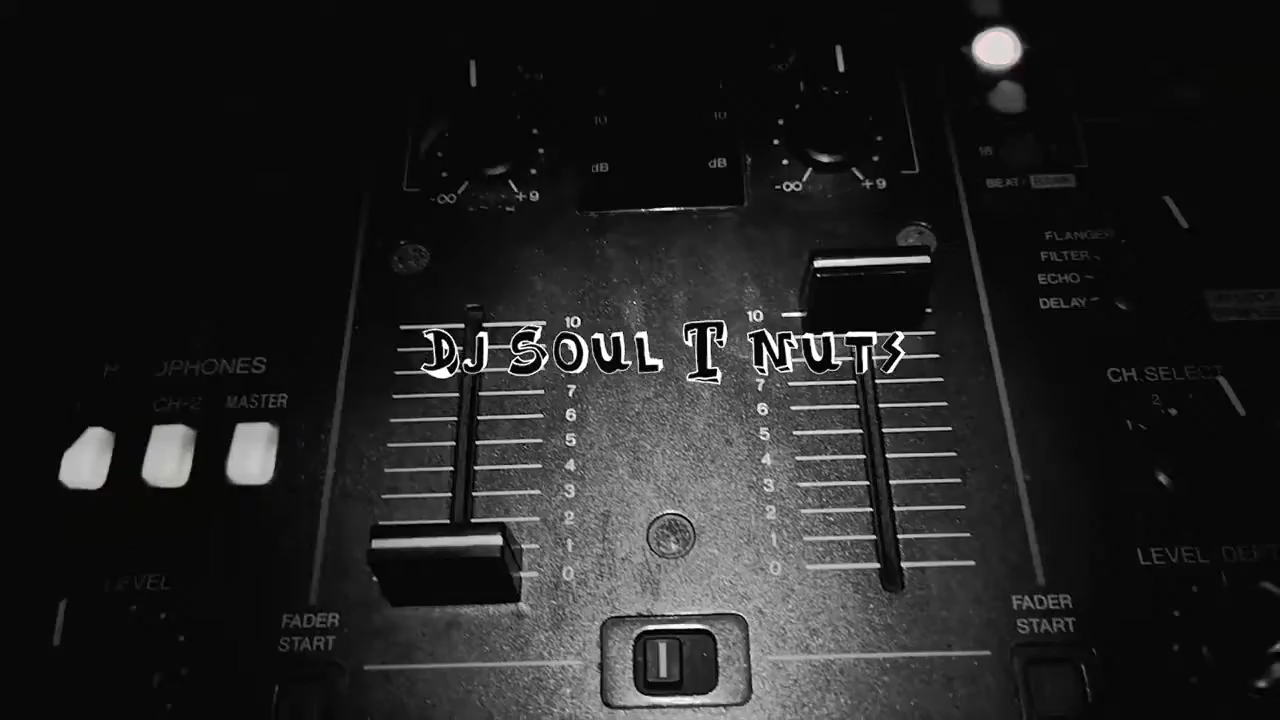 10 10
dB dB
-∞ +9 -∞ +9
BEAT
FLANGER
FILTER
ECHO
DELAY
10 10
DJ SOUL T NUTS
7 7
6 6
5 5
4 4
3 3
2 2
1 1
0 0
CH. SELECT
2
CH-2 MASTER
LEVEL
LEVEL
FADER
START
FADER
START